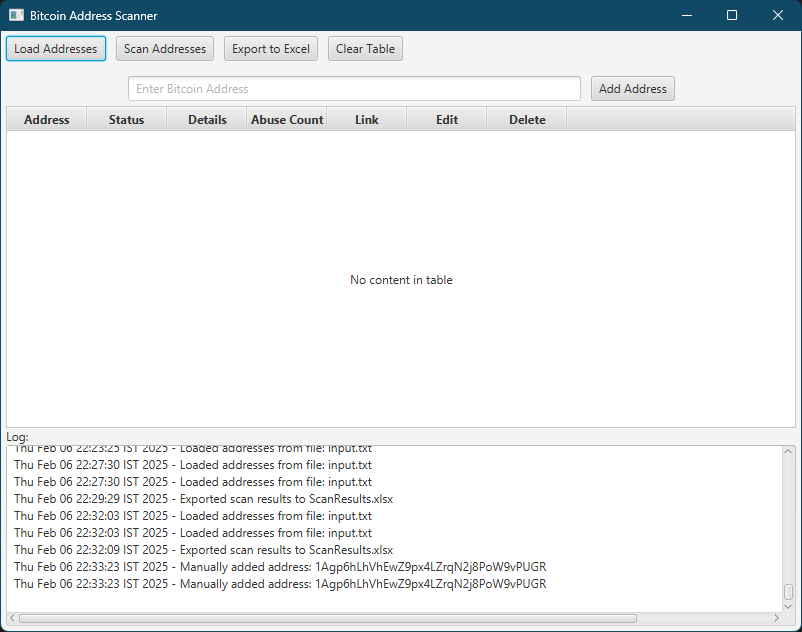 Bitcoin Address Scanner
Load Addresses Scan Addresses Export to Excel Clear Table
Enter Bitcoin Address Add Address
Address Status Details Abuse Count Link Edit Delete
No content in table
Log:
Thu Feb 06 22:23:25 IST 2025 - Loaded addresses from file: input.txt
Thu Feb 06 22:27:30 IST 2025 - Loaded addresses from file: input.txt
Thu Feb 06 22:27:30 IST 2025 - Loaded addresses from file: input.txt
Thu Feb 06 22:29:29 IST 2025 - Exported scan results to ScanResults.xlsx
Thu Feb 06 22:32:03 IST 2025 - Loaded addresses from file: input.txt
Thu Feb 06 22:32:03 IST 2025 - Loaded addresses from file: input.txt
Thu Feb 06 22:32:09 IST 2025 - Exported scan results to ScanResults.xlsx
Thu Feb 06 22:33:23 IST 2025 - Manually added address: 1Agp6hLhVhEwZ9px4LZrqN2j8PoW9vPUGR
Thu Feb 06 22:33:23 IST 2025 - Manually added address: 1Agp6hLhVhEwZ9px4LZrqN2j8PoW9vPUGR